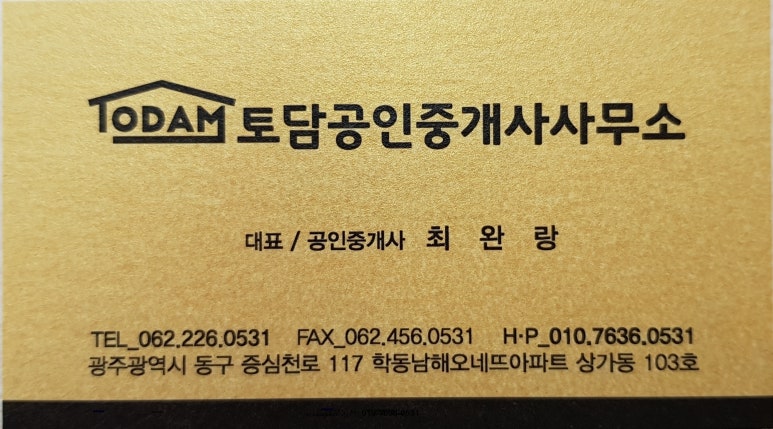 TODAM 토담공인중개사사무소
대표 / 공인중개사 최 완 랑
TEL_062.226.0531 FAX_062.456.0531 H·P_010.7636.0531
광주광역시 동구 증심천로 117 학동남해오네뜨아파트 상가동 103호